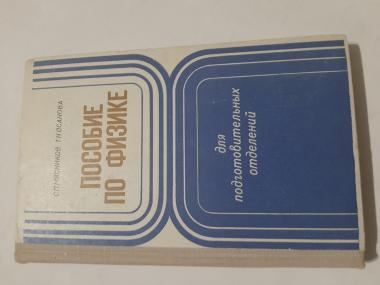 С.П.МЯСНИКОВ Т.Н.ОСАНОВА
ПОСОБИЕ
ПО ФИЗИКЕ
для
подготовительных
отделений